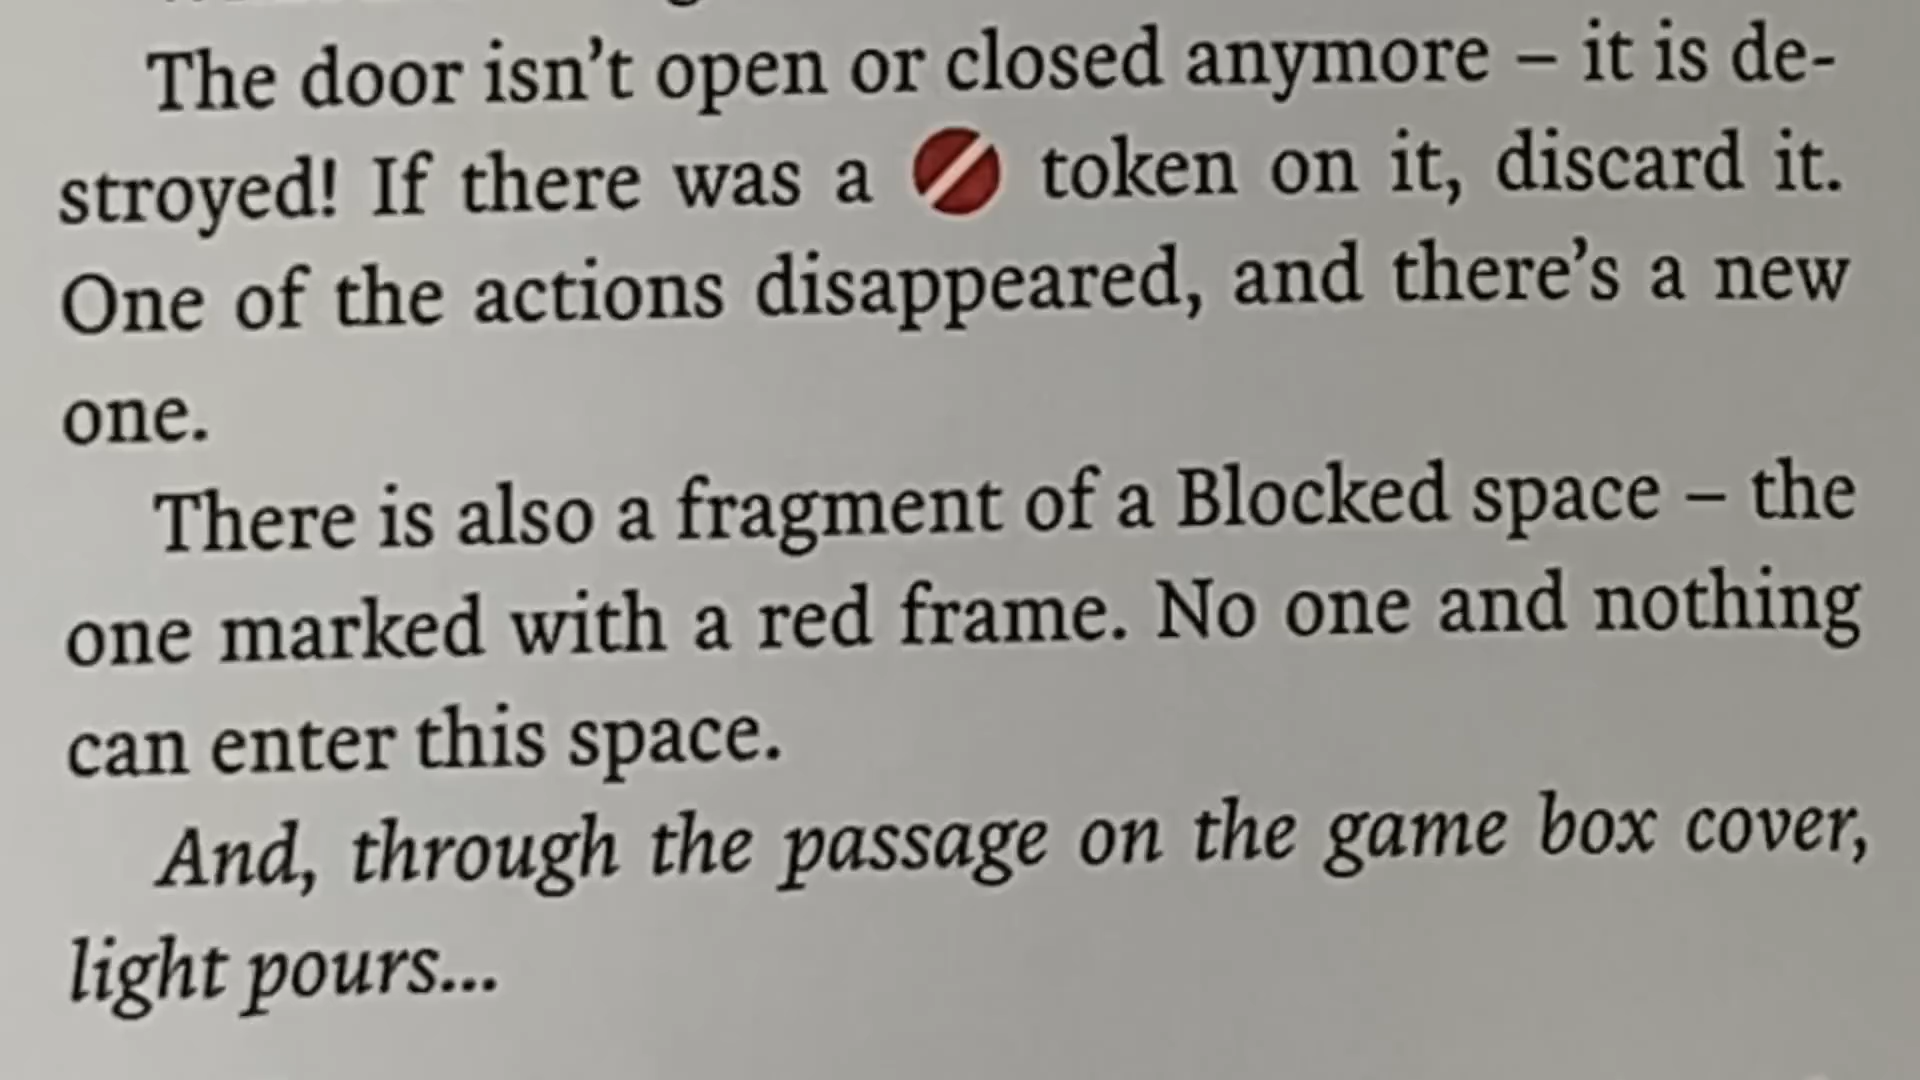 The door isn't open or closed anymore – it is de-
stroyed! If there was a token on it, discard it.
One of the actions disappeared, and there's a new
one.
There is also a fragment of a Blocked space – the
one marked with a red frame. No one and nothing
can enter this space.
And, through the passage on the game box cover,
light pours...